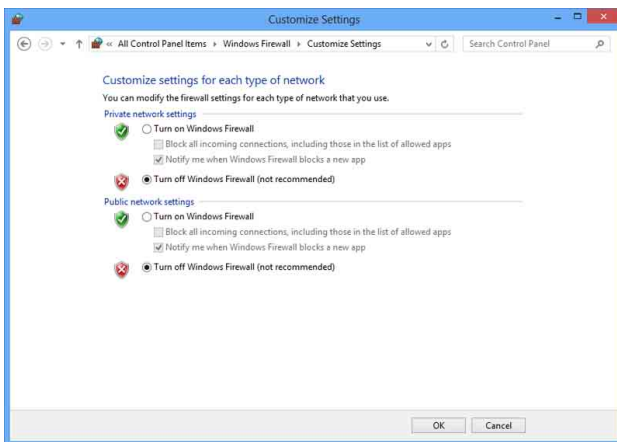 Customize Settings
« All Control Panel Items ▸ Windows Firewall ▸ Customize Settings
Search Control Panel
Customize settings for each type of network
You can modify the firewall settings for each type of network that you use.
Private network settings
Turn on Windows Firewall
Block all incoming connections, including those in the list of allowed apps
Notify me when Windows Firewall blocks a new app
Turn off Windows Firewall (not recommended)
Public network settings
Turn on Windows Firewall
Block all incoming connections, including those in the list of allowed apps
Notify me when Windows Firewall blocks a new app
Turn off Windows Firewall (not recommended)
OK Cancel